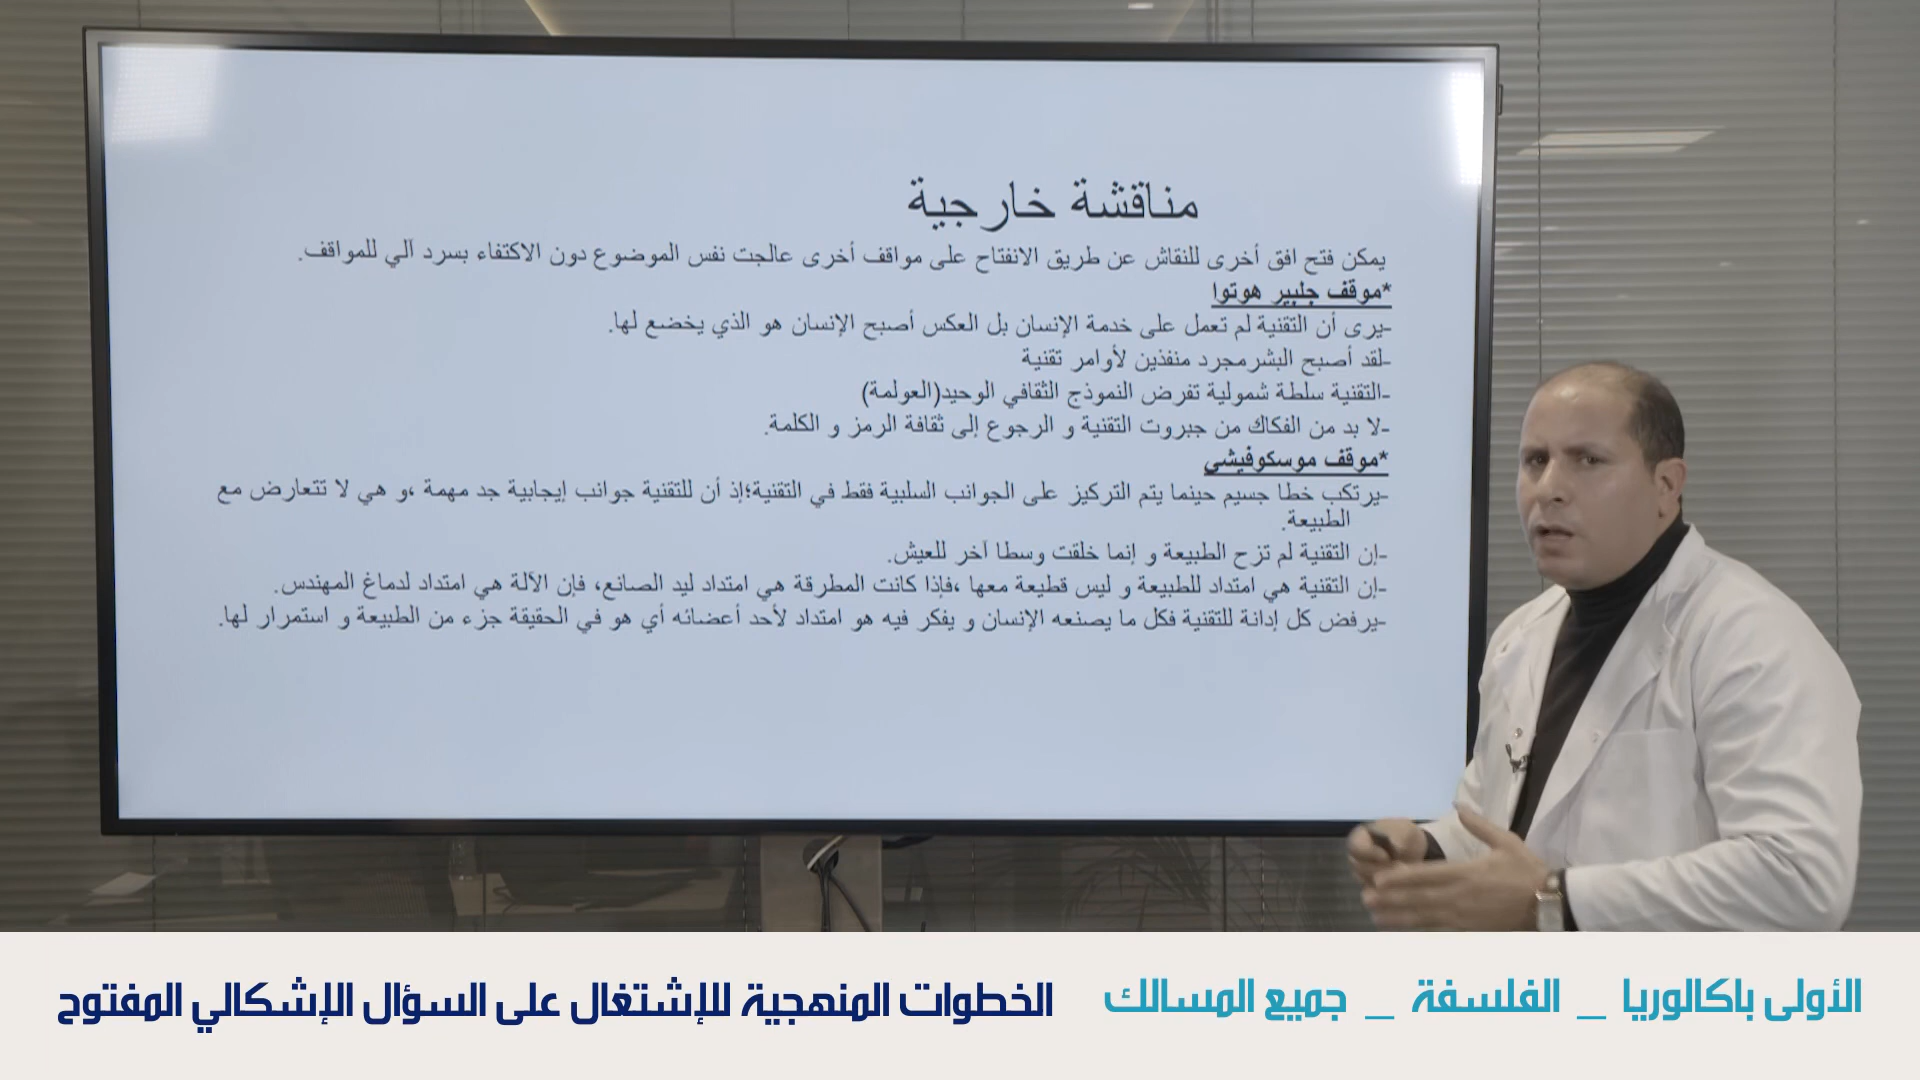 مناقشة خارجية
يمكن فتح افق أخرى للنقاش عن طريق الانفتاح على مواقف أخرى عالجت نفس الموضوع دون الاكتفاء بسرد آلي للمواقف.
*موقف جلبير هوتوا
-يرى أن التقنية لم تعمل على خدمة الإنسان بل العكس أصبح الإنسان هو الذي يخضع لها.
-لقد أصبح البشرمجرد منفذين لأوامر تقنية
-التقنية سلطة شمولية تفرض النموذج الثقافي الوحيد(العولمة)
-لا بد من الفكاك من جبروت التقنية و الرجوع إلى ثقافة الرمز و الكلمة.
*موقف موسكوفيشي
-يرتكب خطا جسيم حينما يتم التركيز على الجوانب السلبية فقط في التقنية؛إذ أن للتقنية جوانب إيجابية جد مهمة ،و هي لا تتعارض مع
الطبيعة.
-إن التقنية لم تزح الطبيعة و إنما خلقت وسطا آخر للعيش.
-إن التقنية هي امتداد للطبيعة و ليس قطيعة معها ،فإذا كانت المطرقة هي امتداد ليد الصانع، فإن الآلة هي امتداد لدماغ المهندس.
-يرفض كل إدانة للتقنية فكل ما يصنعه الإنسان و يفكر فيه هو امتداد لأحد أعضائه أي هو في الحقيقة جزء من الطبيعة و استمرار لها.
الأولى باكالوريا _ الفلسفة _ جميع المسالك
الخطوات المنهجية للإشتغال على السؤال الإشكالي المفتوح